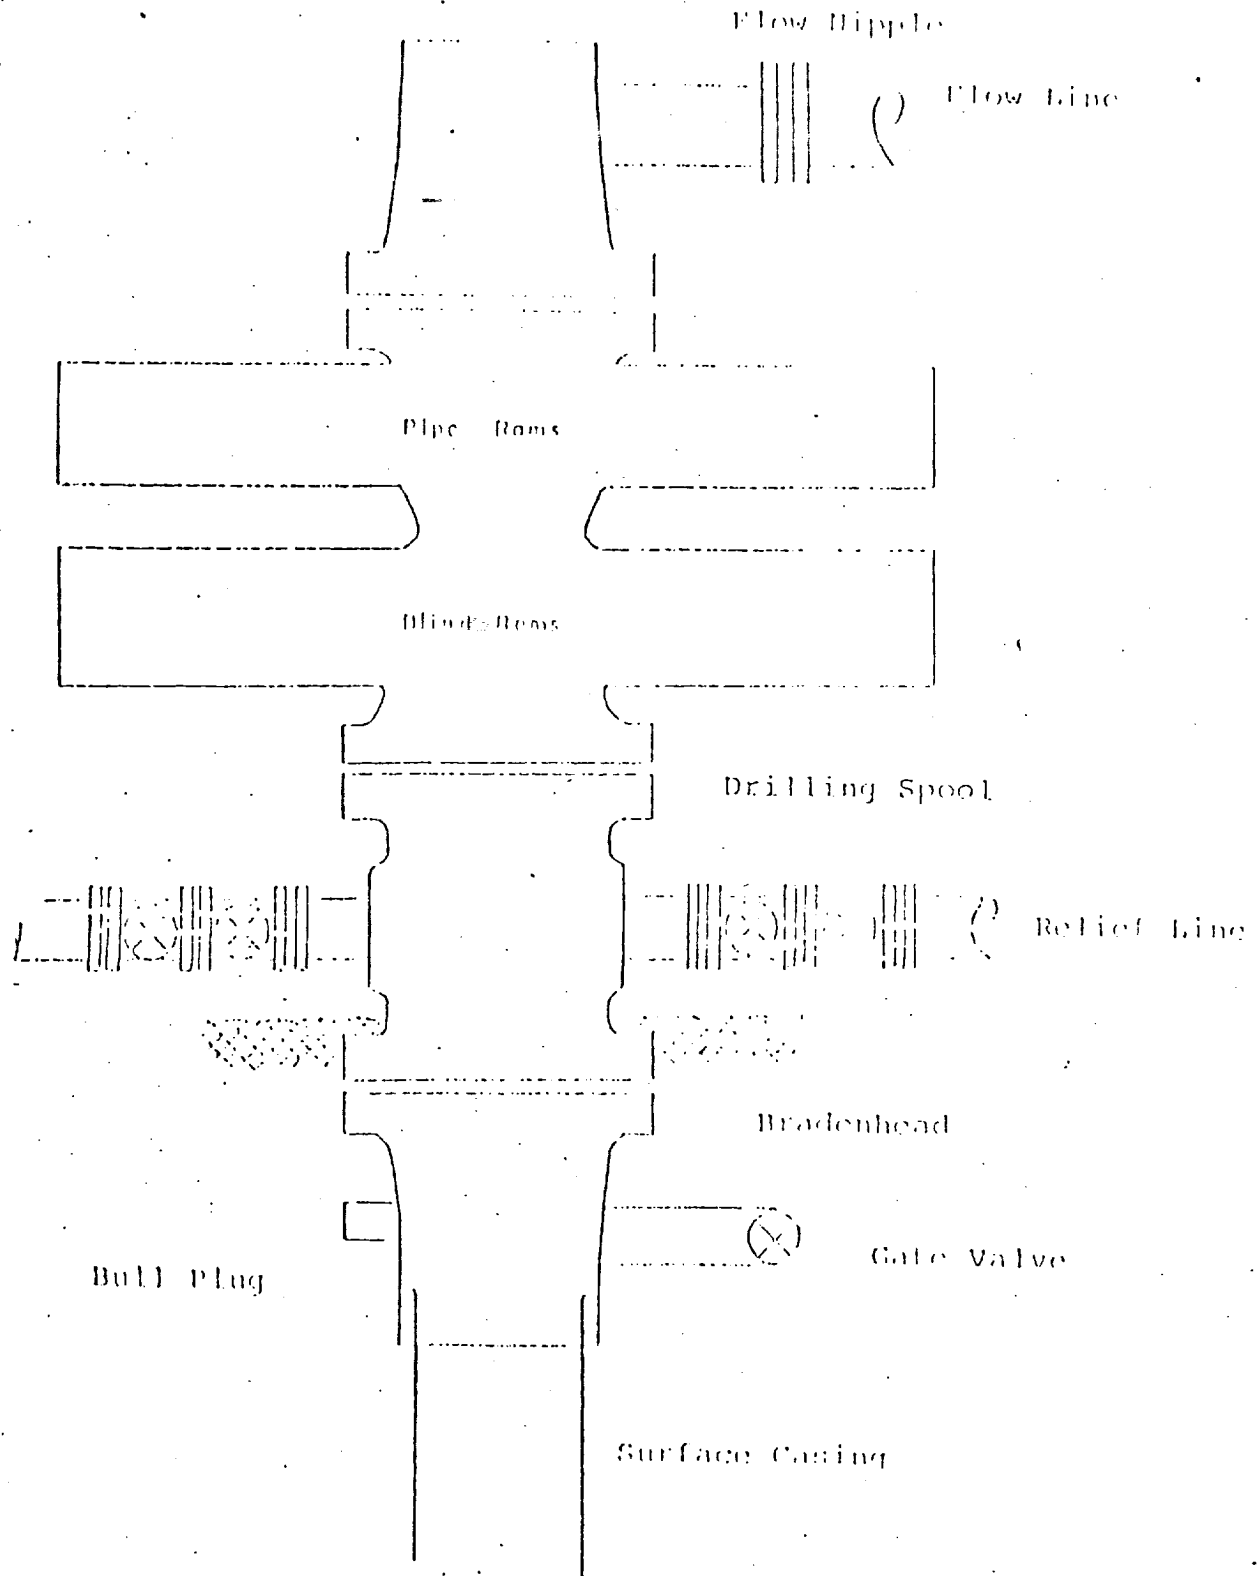 Flow Nipple
Flow Line
Pipe Rams
Blind Rams
Drilling Spool
Relief Line
Bradenhead
Gate Valve
Bull Plug
Surface Casing